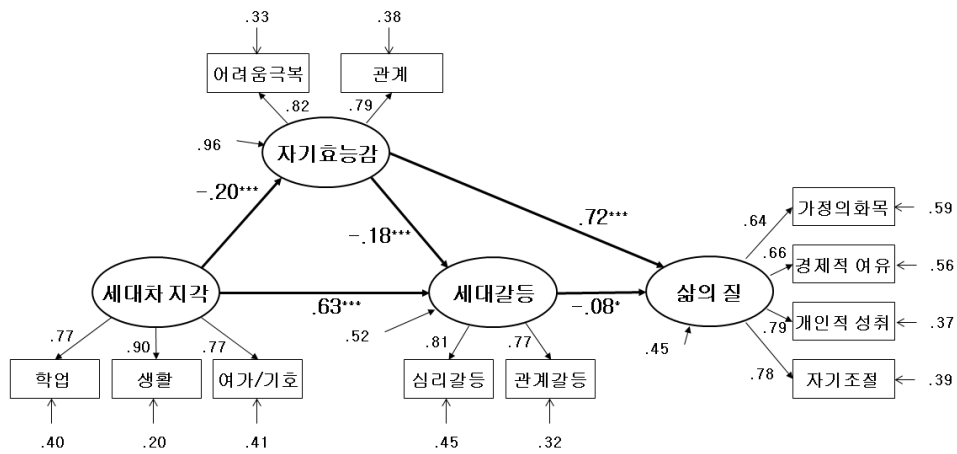 .33
.38
어려움극복
관계
.82
.79
.96
자기효능감
-.20***
.72***
-.18***
.64
가정의화목
.59
.66
경제적 여유
.56
세대차 지각
.63***
세대갈등
-.08*
삶의 질
.79
개인적 성취
.37
.77
.90
.77
.52
.81
.77
.45
.78
자기조절
.39
학업
생활
여가/기호
심리갈등
관계갈등
.40
.20
.41
.45
.32